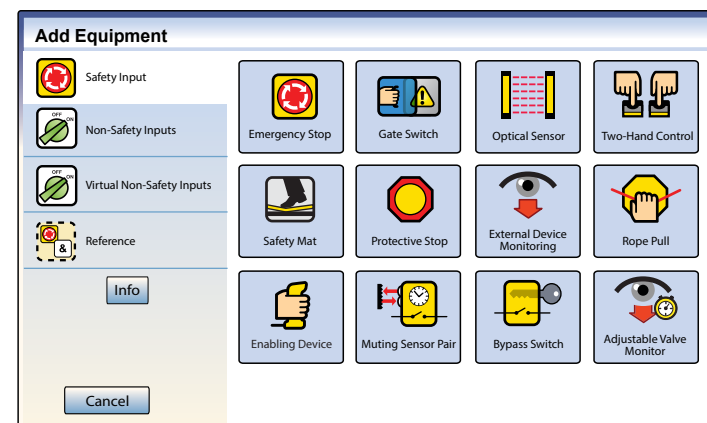 Add Equipment
Safety Input
OFF
ON
Non-Safety Inputs
OFF
ON
Virtual Non-Safety Inputs
&
Reference
Info
Cancel
Emergency Stop
Gate Switch
Optical Sensor
Two-Hand Control
Safety Mat
Protective Stop
External Device
Monitoring
Rope Pull
Enabling Device
Muting Sensor Pair
Bypass Switch
Adjustable Valve
Monitor